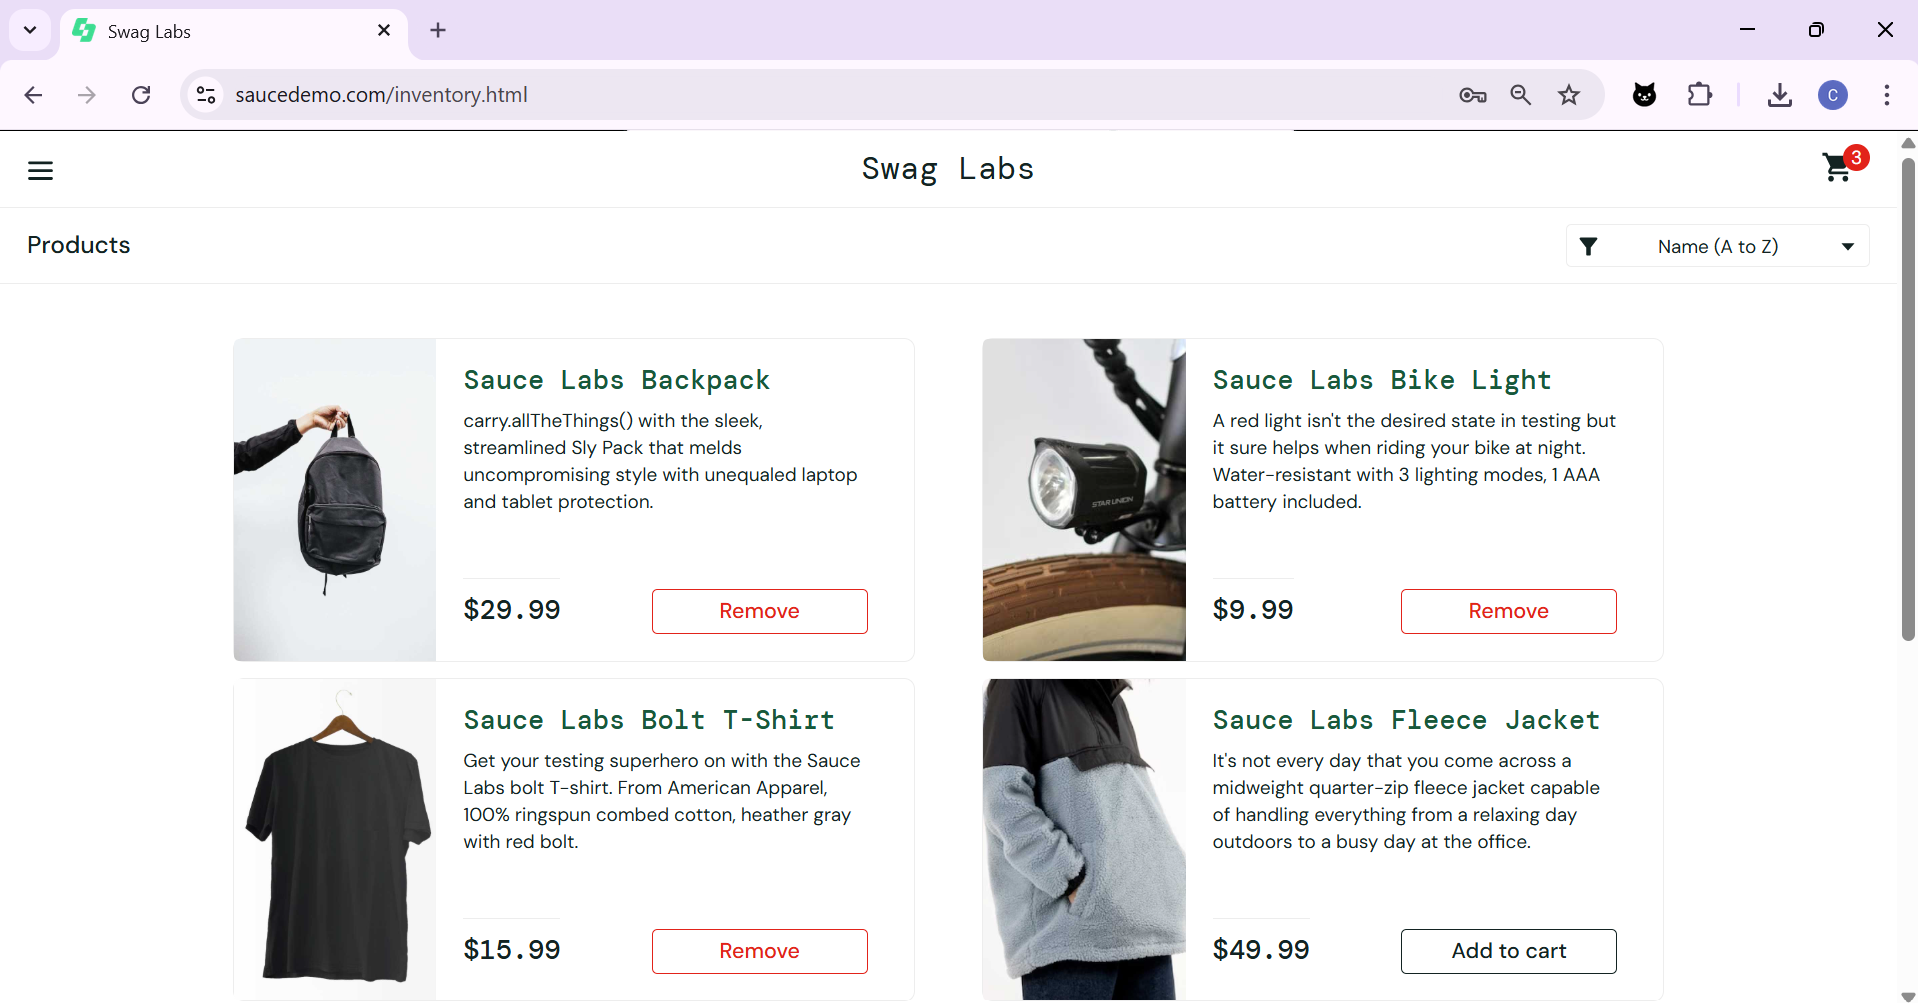 Swag Labs
saucedemo.com/inventory.html
C
Swag Labs
3
Products
Name (A to Z)
Sauce Labs Backpack
carry.allTheThings() with the sleek,
streamlined Sly Pack that melds
uncompromising style with unequaled laptop
and tablet protection.
$29.99
Remove
Sauce Labs Bike Light
A red light isn't the desired state in testing but
it sure helps when riding your bike at night.
Water-resistant with 3 lighting modes, 1 AAA
battery included.
STAR UNION
$9.99
Remove
Sauce Labs Bolt T-Shirt
Get your testing superhero on with the Sauce
Labs bolt T-shirt. From American Apparel,
100% ringspun combed cotton, heather gray
with red bolt.
$15.99
Remove
Sauce Labs Fleece Jacket
It's not every day that you come across a
midweight quarter-zip fleece jacket capable
of handling everything from a relaxing day
outdoors to a busy day at the office.
$49.99
Add to cart